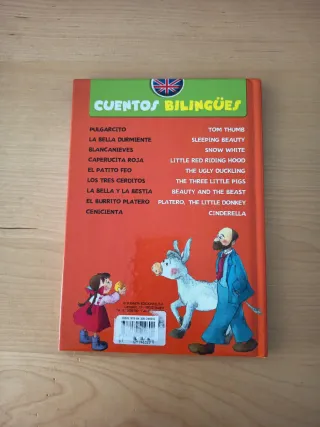 CUENTOS BILINGÜES
PULGARCITO TOM THUMB
LA BELLA DURMIENTE SLEEPING BEAUTY
BLANCANIEVES SNOW WHITE
CAPERUCITA ROJA LITTLE RED RIDING HOOD
EL PATITO FEO THE UGLY DUCKLING
LOS TRES CERDITOS THE THREE LITTLE PIGS
LA BELLA Y LA BESTIA BEAUTY AND THE BEAST
EL BURRITO PLATERO PLATERO, THE LITTLE DONKEY
CENICIENTA CINDERELLA